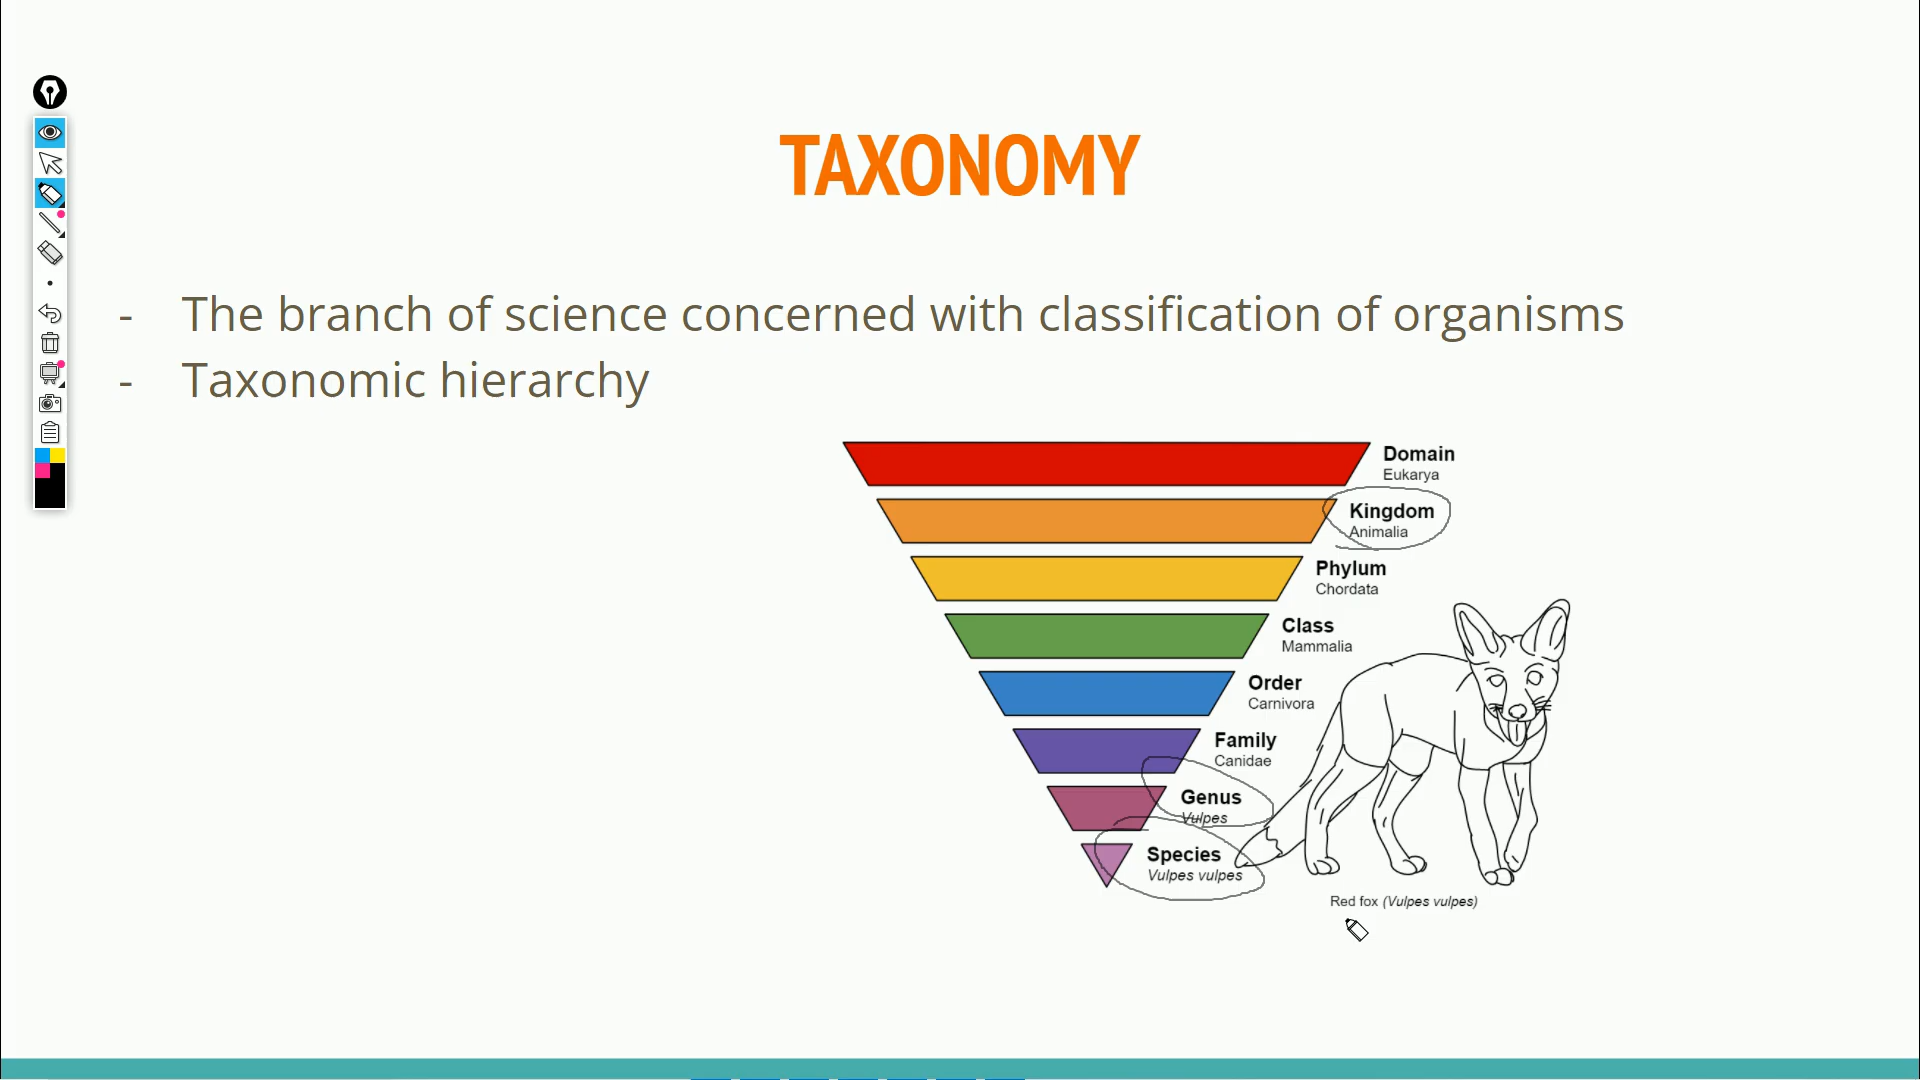 TAXONOMY
- The branch of science concerned with classification of organisms
- Taxonomic hierarchy
Domain
Eukarya
Kingdom
Animalia
Phylum
Chordata
Class
Mammalia
Order
Carnivora
Family
Canidae
Genus
Vulpes
Species
Vulpes vulpes
Red fox (Vulpes vulpes)